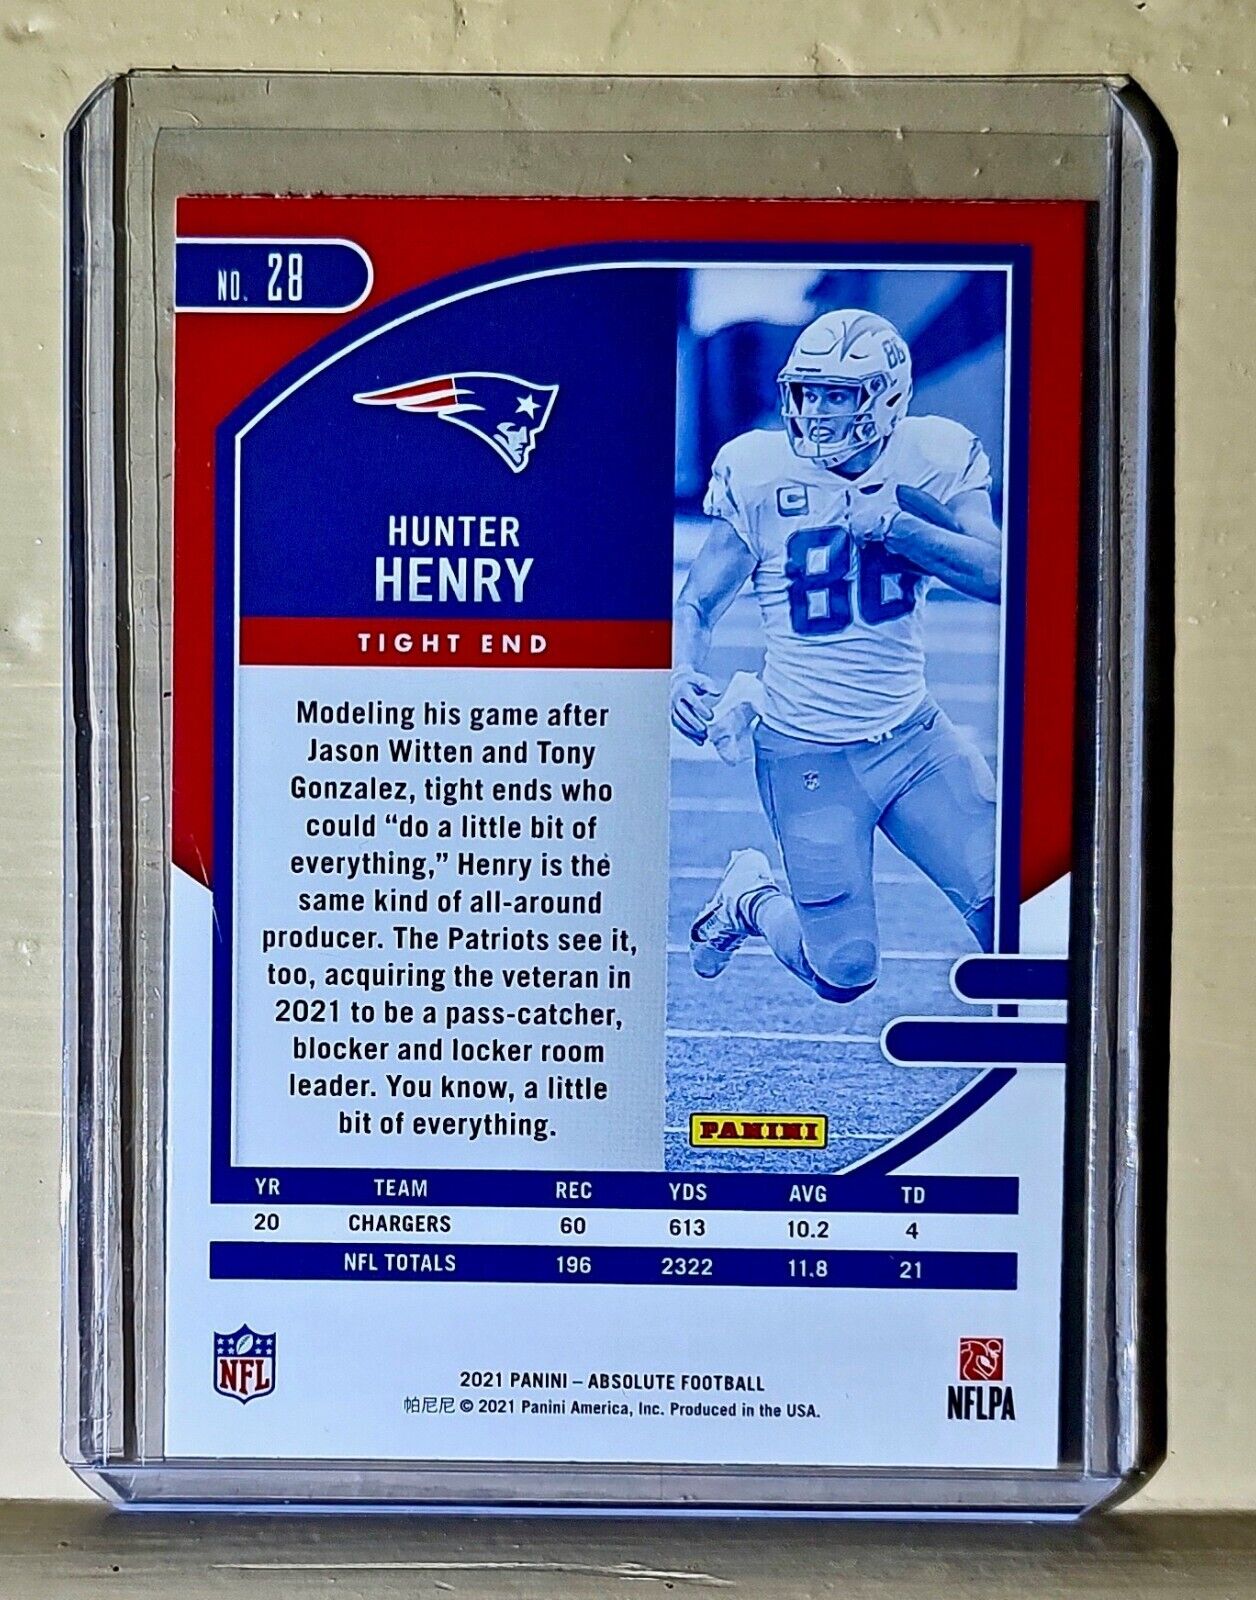 NO. 28
86
C
86
HUNTER
HENRY
TIGHT END
Modeling his game after
Jason Witten and Tony
Gonzalez, tight ends who
could “do a little bit of
everything,” Henry is the
same kind of all-around
producer. The Patriots see it,
too, acquiring the veteran in
2021 to be a pass-catcher,
blocker and locker room
leader. You know, a little
bit of everything.
PANINI
YR TEAM REC YDS AVG TD
20 CHARGERS 60 613 10.2 4
NFL TOTALS 196 2322 11.8 21
NFL
2021 PANINI – ABSOLUTE FOOTBALL
帕尼尼 © 2021 Panini America, Inc. Produced in the USA.
NFLPA